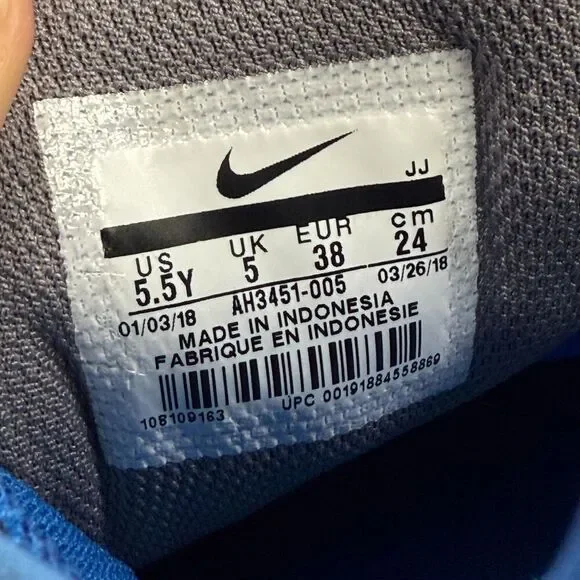 JJ
US UK EUR cm
5.5Y 5 38 24
01/03/18 AH3451-005 03/26/18
MADE IN INDONESIA
FABRIQUE EN INDONESIE
106109163 UPC 00191884558869